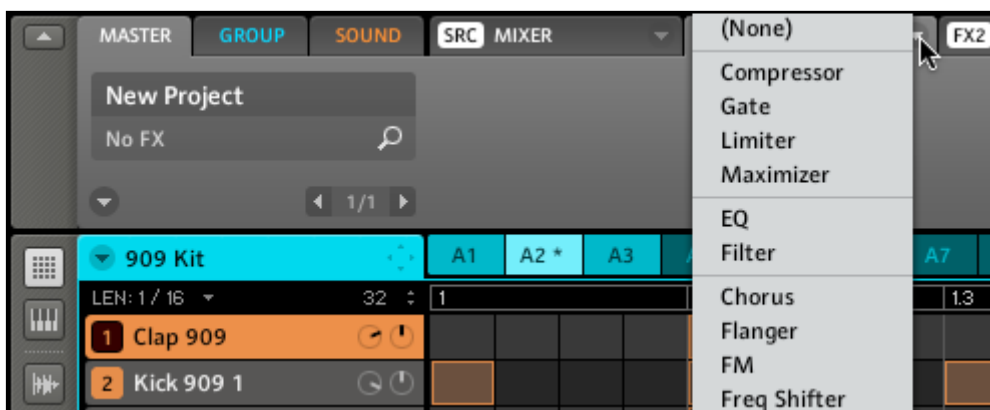 MASTER GROUP SOUND SRC MIXER FX2
New Project
No FX
1/1
(None)
Compressor
Gate
Limiter
Maximizer
EQ
Filter
Chorus
Flanger
FM
Freq Shifter
909 Kit A1 A2 * A3 A7
LEN: 1 / 16 32 1 1.3
1 Clap 909
2 Kick 909 1